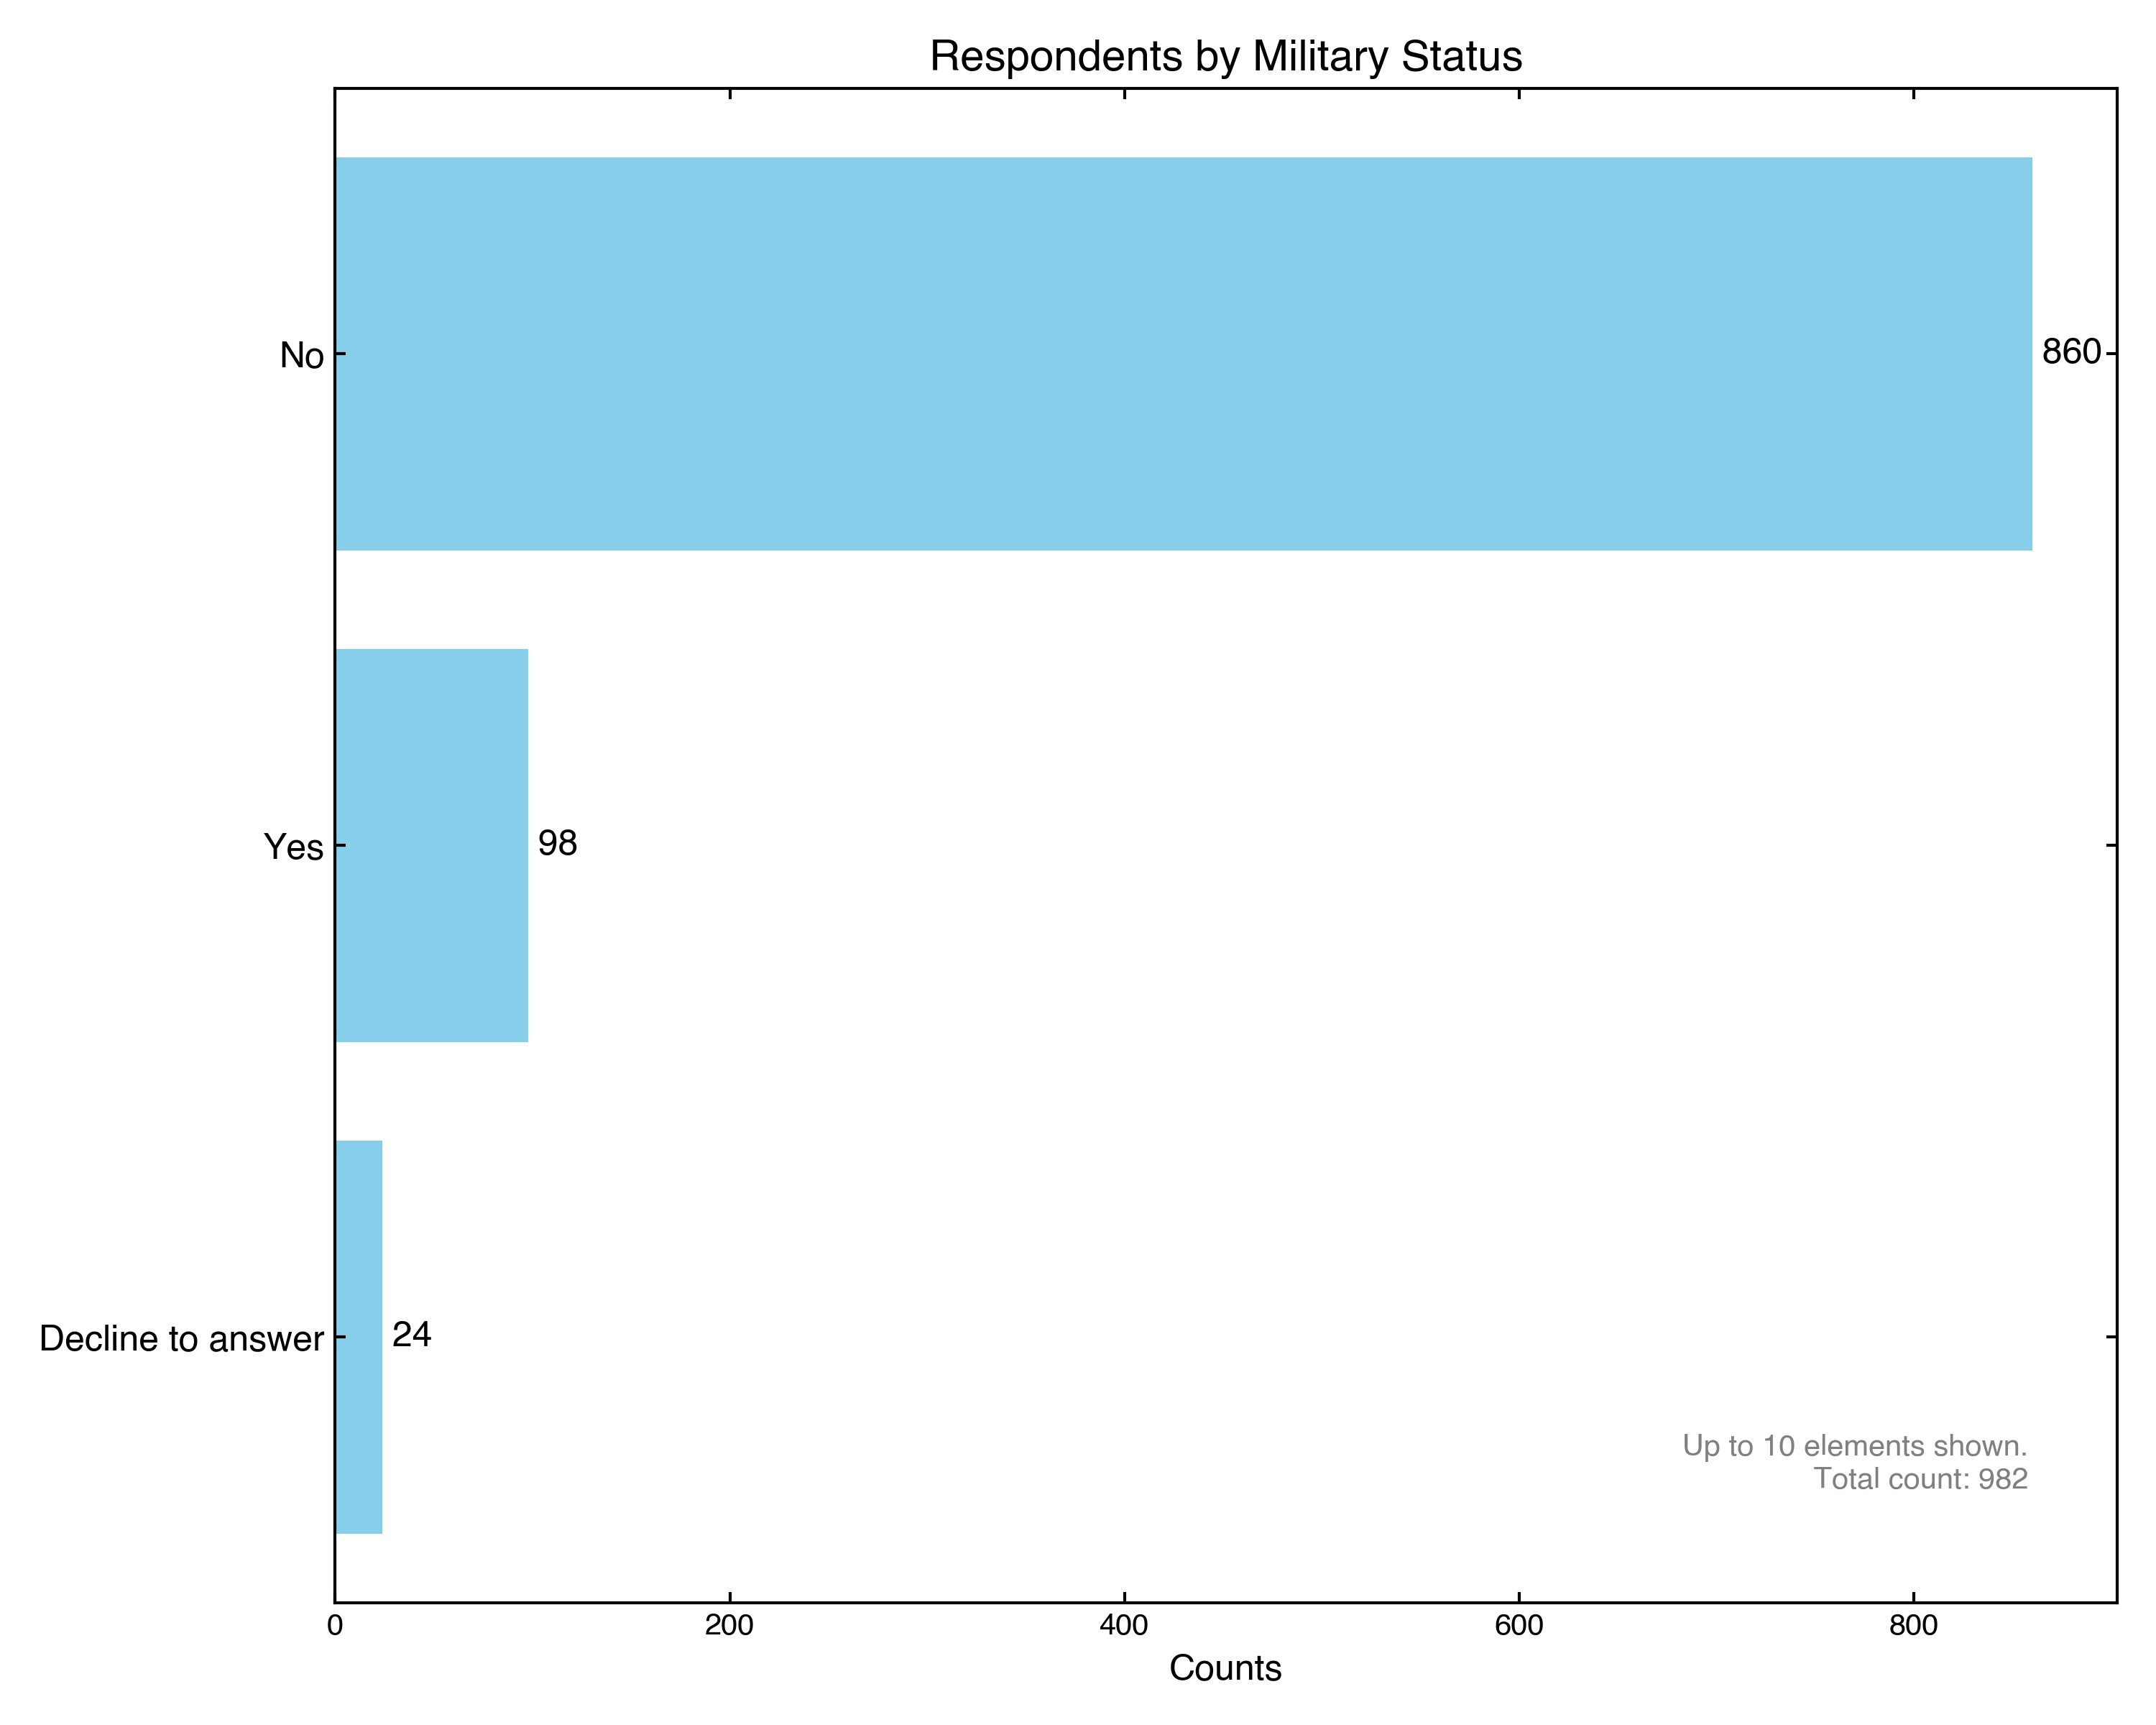 Respondents by Military Status
No
860
Yes
98
Decline to answer
24
Up to 10 elements shown.
Total count: 982
0 200 400 600 800
Counts